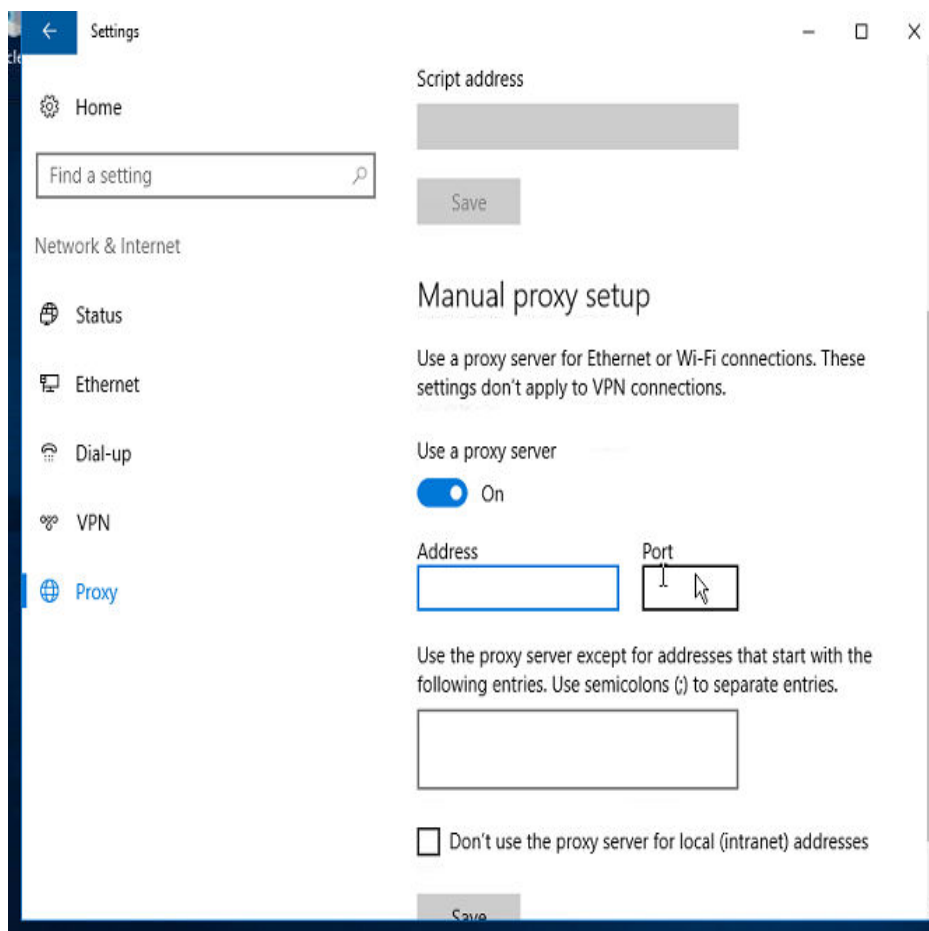 Settings
Home
Find a setting
Network & Internet
Status
Ethernet
Dial-up
VPN
Proxy
Script address
Save
Manual proxy setup
Use a proxy server for Ethernet or Wi-Fi connections. These
settings don't apply to VPN connections.
Use a proxy server
On
Address Port
Use the proxy server except for addresses that start with the
following entries. Use semicolons (;) to separate entries.
Don't use the proxy server for local (intranet) addresses
Save